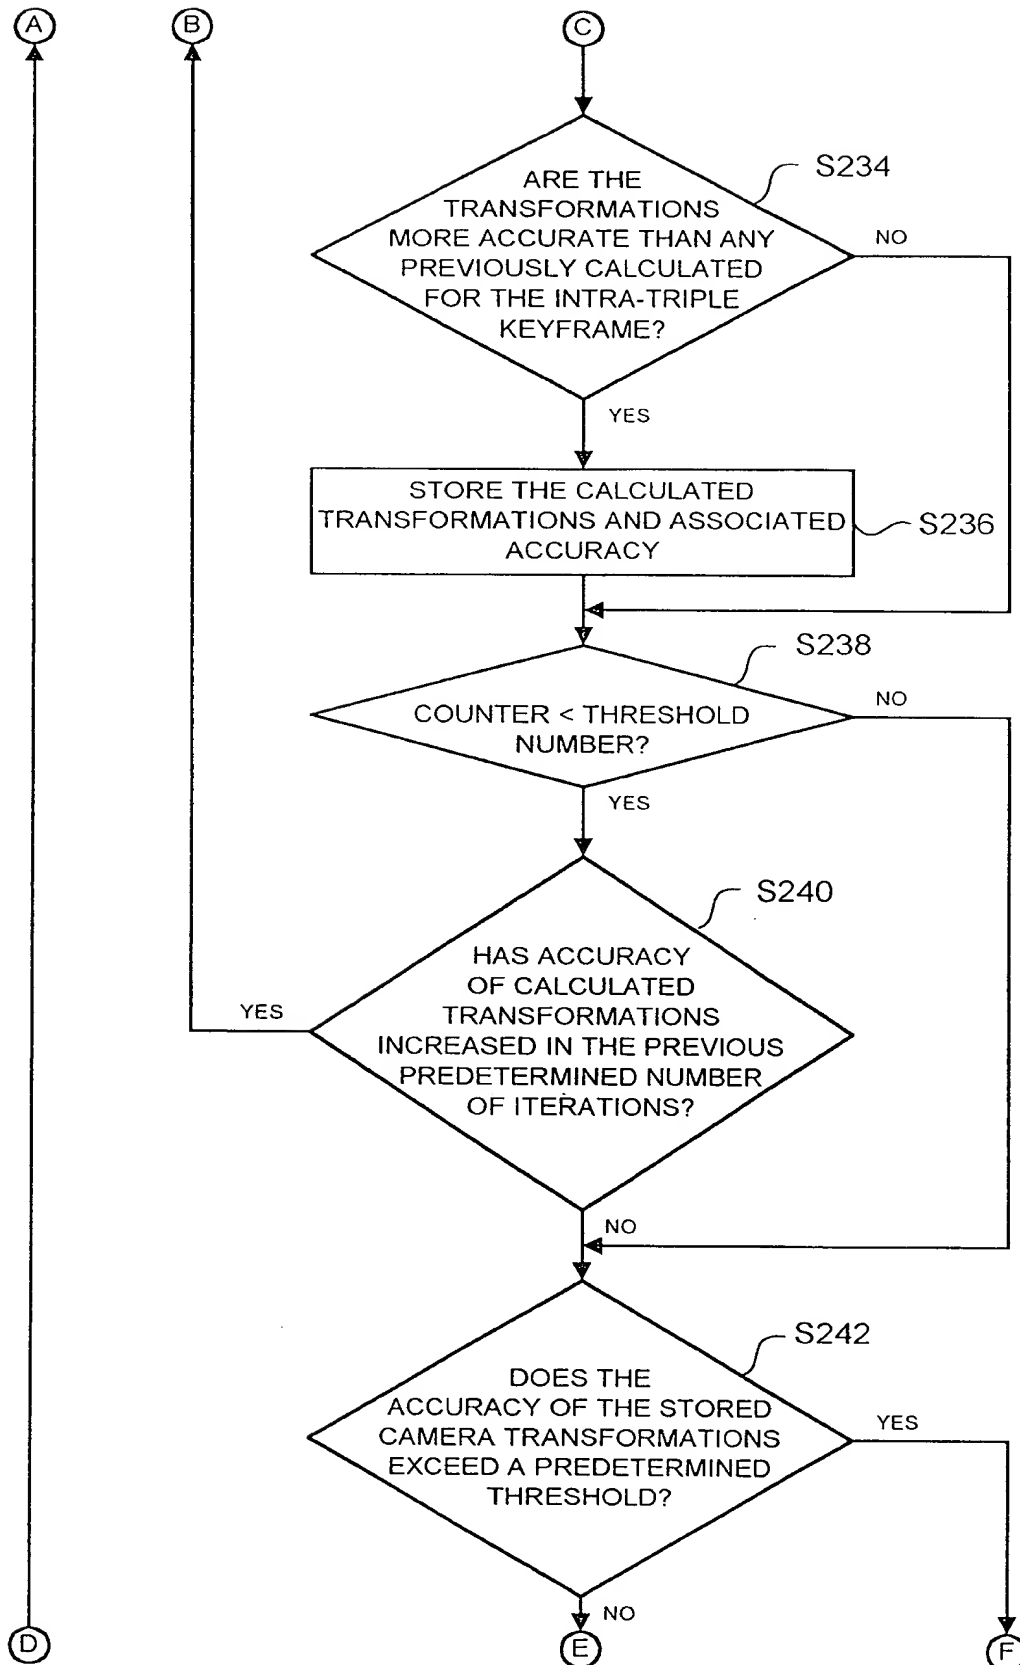 A
B
C
S234
ARE THE
TRANSFORMATIONS
MORE ACCURATE THAN ANY
PREVIOUSLY CALCULATED
FOR THE INTRA-TRIPLE
KEYFRAME?
NO
YES
STORE THE CALCULATED
TRANSFORMATIONS AND ASSOCIATED
ACCURACY
S236
S238
COUNTER < THRESHOLD
NUMBER?
NO
YES
S240
HAS ACCURACY
OF CALCULATED
TRANSFORMATIONS
INCREASED IN THE PREVIOUS
PREDETERMINED NUMBER
OF ITERATIONS?
YES
NO
S242
DOES THE
ACCURACY OF THE STORED
CAMERA TRANSFORMATIONS
EXCEED A PREDETERMINED
THRESHOLD?
YES
NO
D
E
F